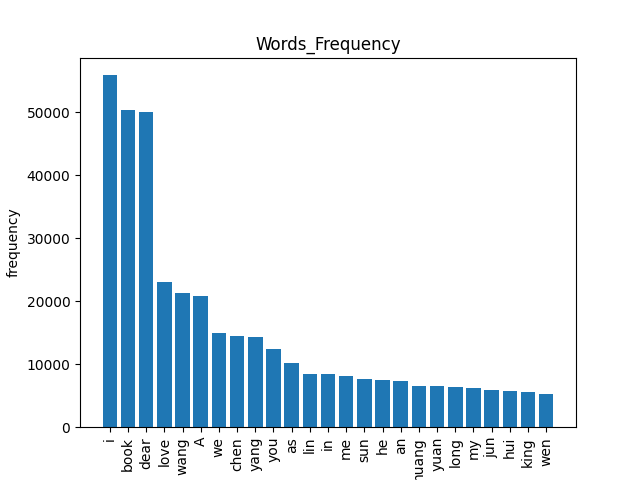 Words_Frequency
frequency
50000
40000
30000
20000
10000
0
i
book
dear
love
wang
A
we
chen
yang
you
as
lin
in
me
sun
he
an
uang
yuan
long
my
jun
hui
king
wen